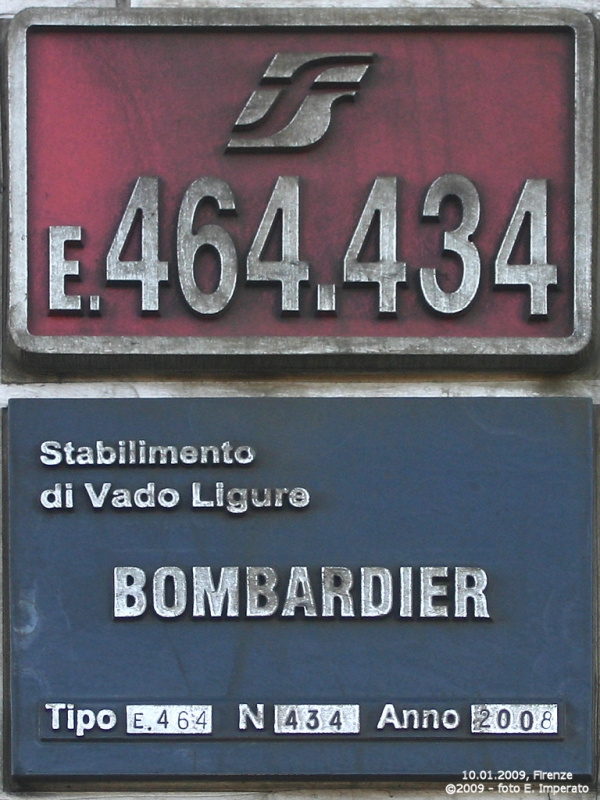 E.464.434
Stabilimento
di Vado Ligure
BOMBARDIER
Tipo E.464 N 434 Anno 2008
10.01.2009, Firenze
©2009 - foto E. Imperato